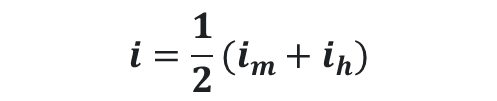 i = 1/2 (i_m + i_h)